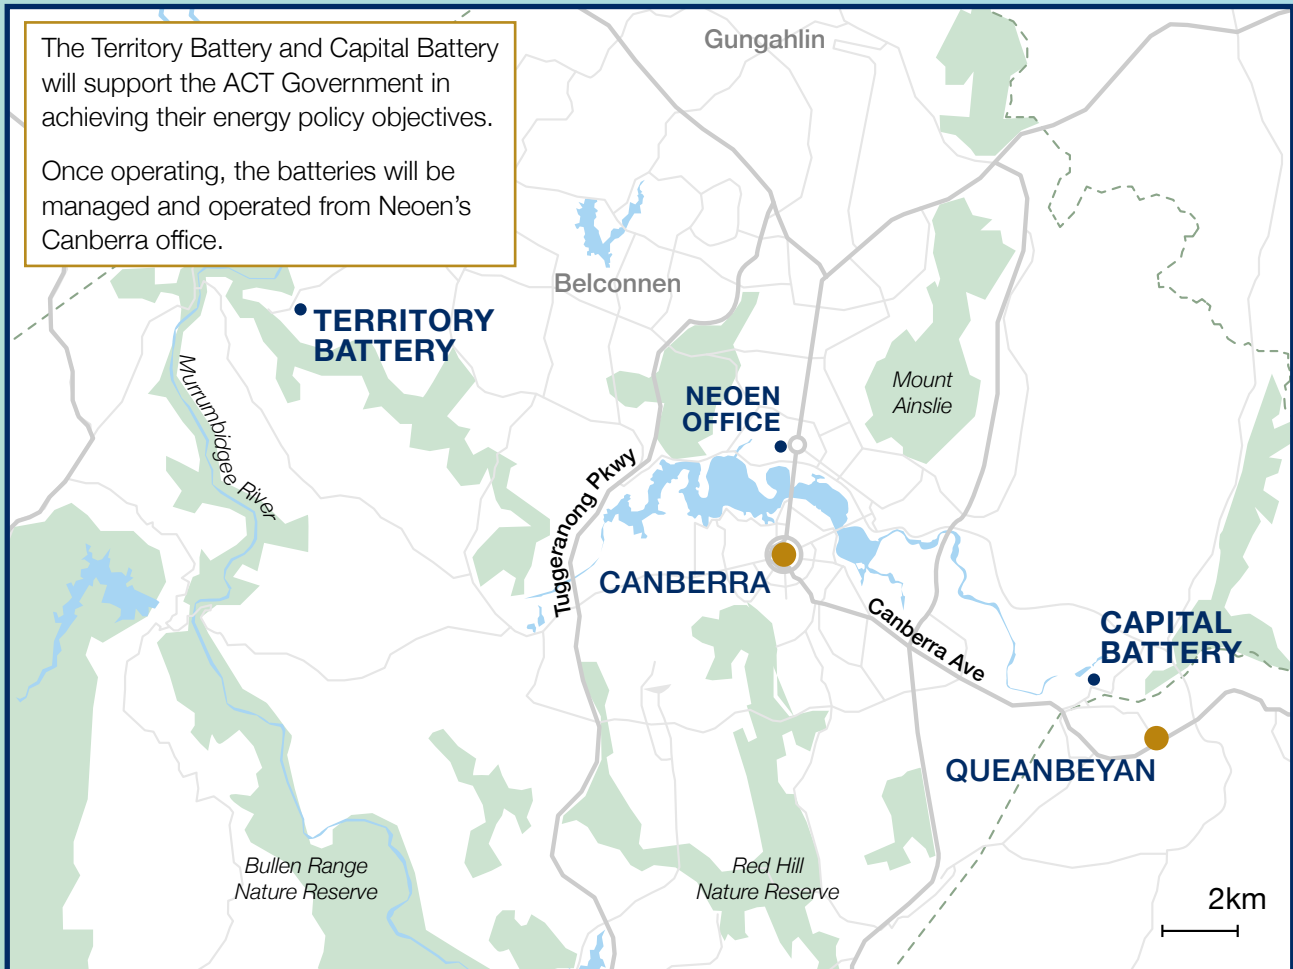 The Territory Battery and Capital Battery
will support the ACT Government in
achieving their energy policy objectives.
Once operating, the batteries will be
managed and operated from Neoen’s
Canberra office.
Gungahlin
Belconnen
TERRITORY
BATTERY
Murrumbidgee River
NEOEN
OFFICE
Mount
Ainslie
Tuggeranong Pkwy
CANBERRA
Canberra Ave
CAPITAL
BATTERY
QUEANBEYAN
Bullen Range
Nature Reserve
Red Hill
Nature Reserve
2km